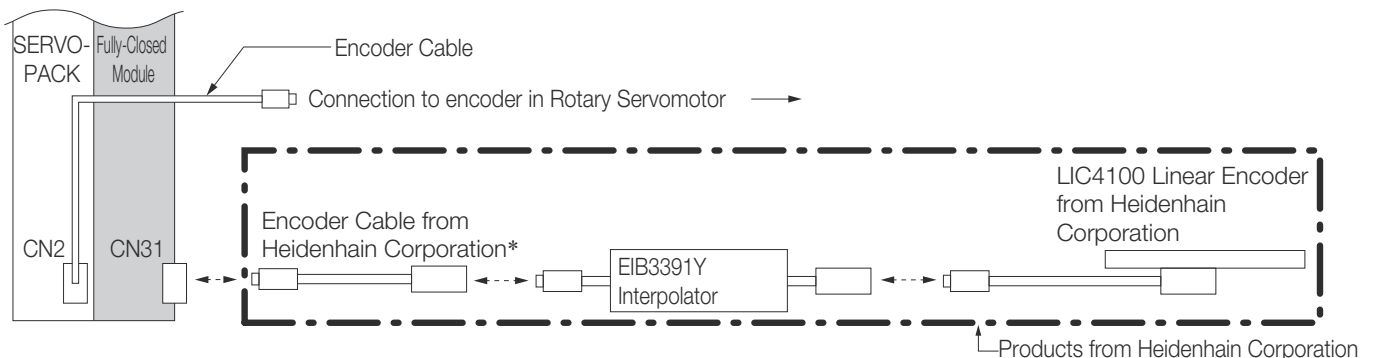 SERVO-
PACK
Fully-Closed
Module
Encoder Cable
Connection to encoder in Rotary Servomotor
CN2
CN31
Encoder Cable from
Heidenhain Corporation*
EIB3391Y
Interpolator
LIC4100 Linear Encoder
from Heidenhain
Corporation
Products from Heidenhain Corporation